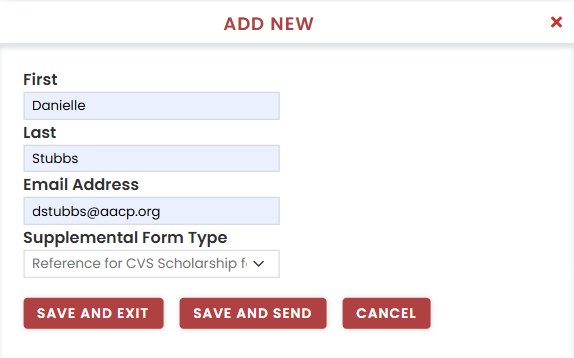 ADD NEW
First
Danielle
Last
Stubbs
Email Address
dstubbs@aacp.org
Supplemental Form Type
Reference for CVS Scholarship f
SAVE AND EXIT SAVE AND SEND CANCEL